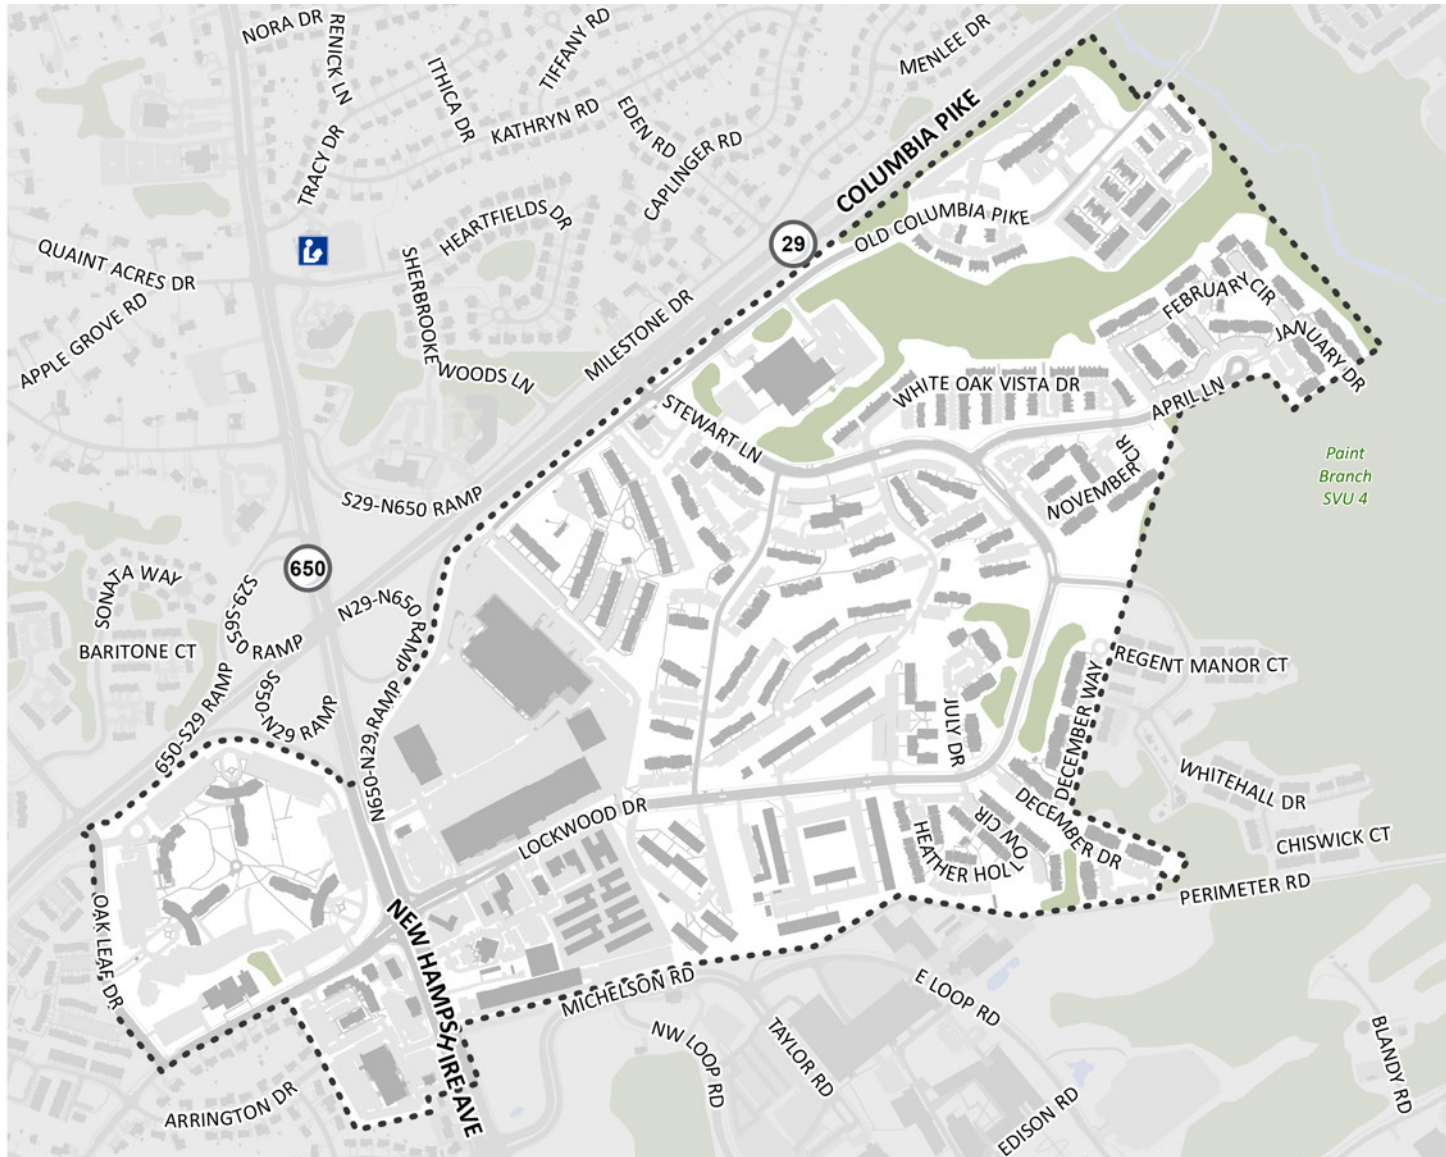 NORA DR
RENICK LN
ITHICA DR
TIFFANY RD
MENLEE DR
KATHRYN RD
EDEN RD
TRACY DR
CAPLINGER RD
COLUMBIA PIKE
HEARTFIELDS DR
OLD COLUMBIA PIKE
29
QUAINT ACRES DR
SHERBROOKE WOODS LN
APPLE GROVE RD
MILESTONE DR
FEBRUARY CIR
JANUARY DR
WHITE OAK VISTA DR
APRIL LN
STEWART LN
Paint
Branch
SVU 4
NOVEMBER CIR
S29-N650 RAMP
650
SONATA WAY
S29-S650 RAMP
N29-N650 RAMP
BARITONE CT
REGENT MANOR CT
650-S29 RAMP
S650-N29 RAMP
N650-N29 RAMP
JULY DR
DECEMBER WAY
WHITEHALL DR
LOCKWOOD DR
DECEMBER DR
HEATHER HOLLOW CIR
CHISWICK CT
PERIMETER RD
OAK LEAF DR
NEW HAMPSHIRE AVE
MICHELSON RD
E LOOP RD
NW LOOP RD
TAYLOR RD
BLANDY RD
ARRINGTON DR
EDISON RD